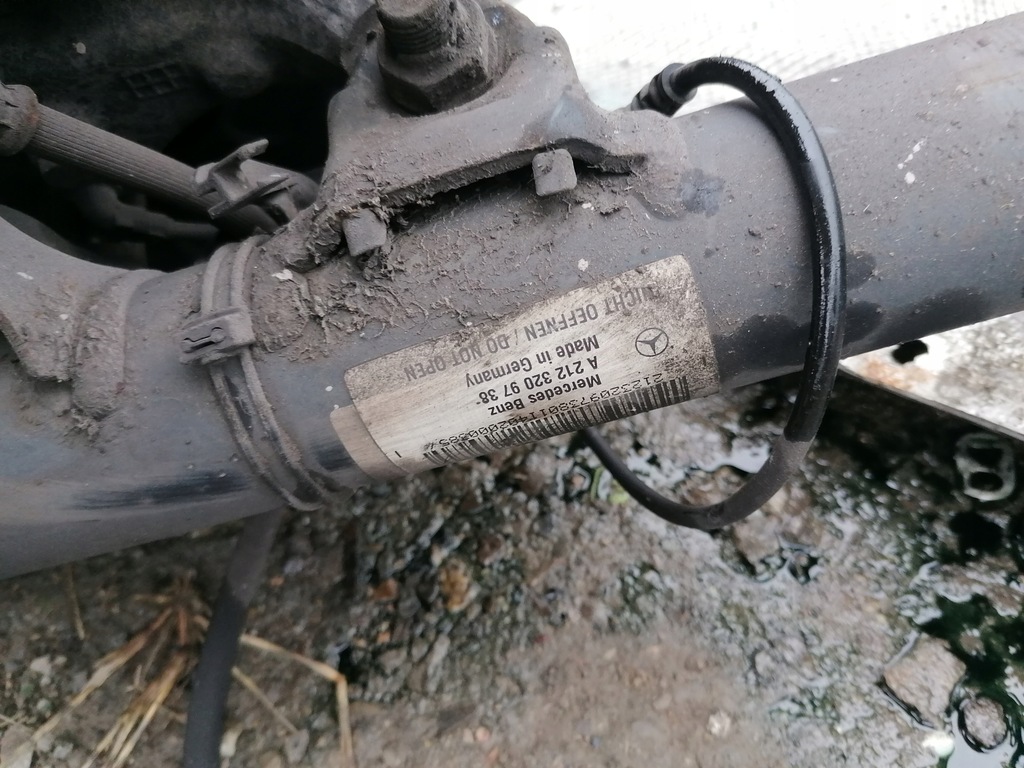 Mercedes Benz
A 212 320 97 38
Made in Germany
NICHT OEFFNEN / DO NOT OPEN